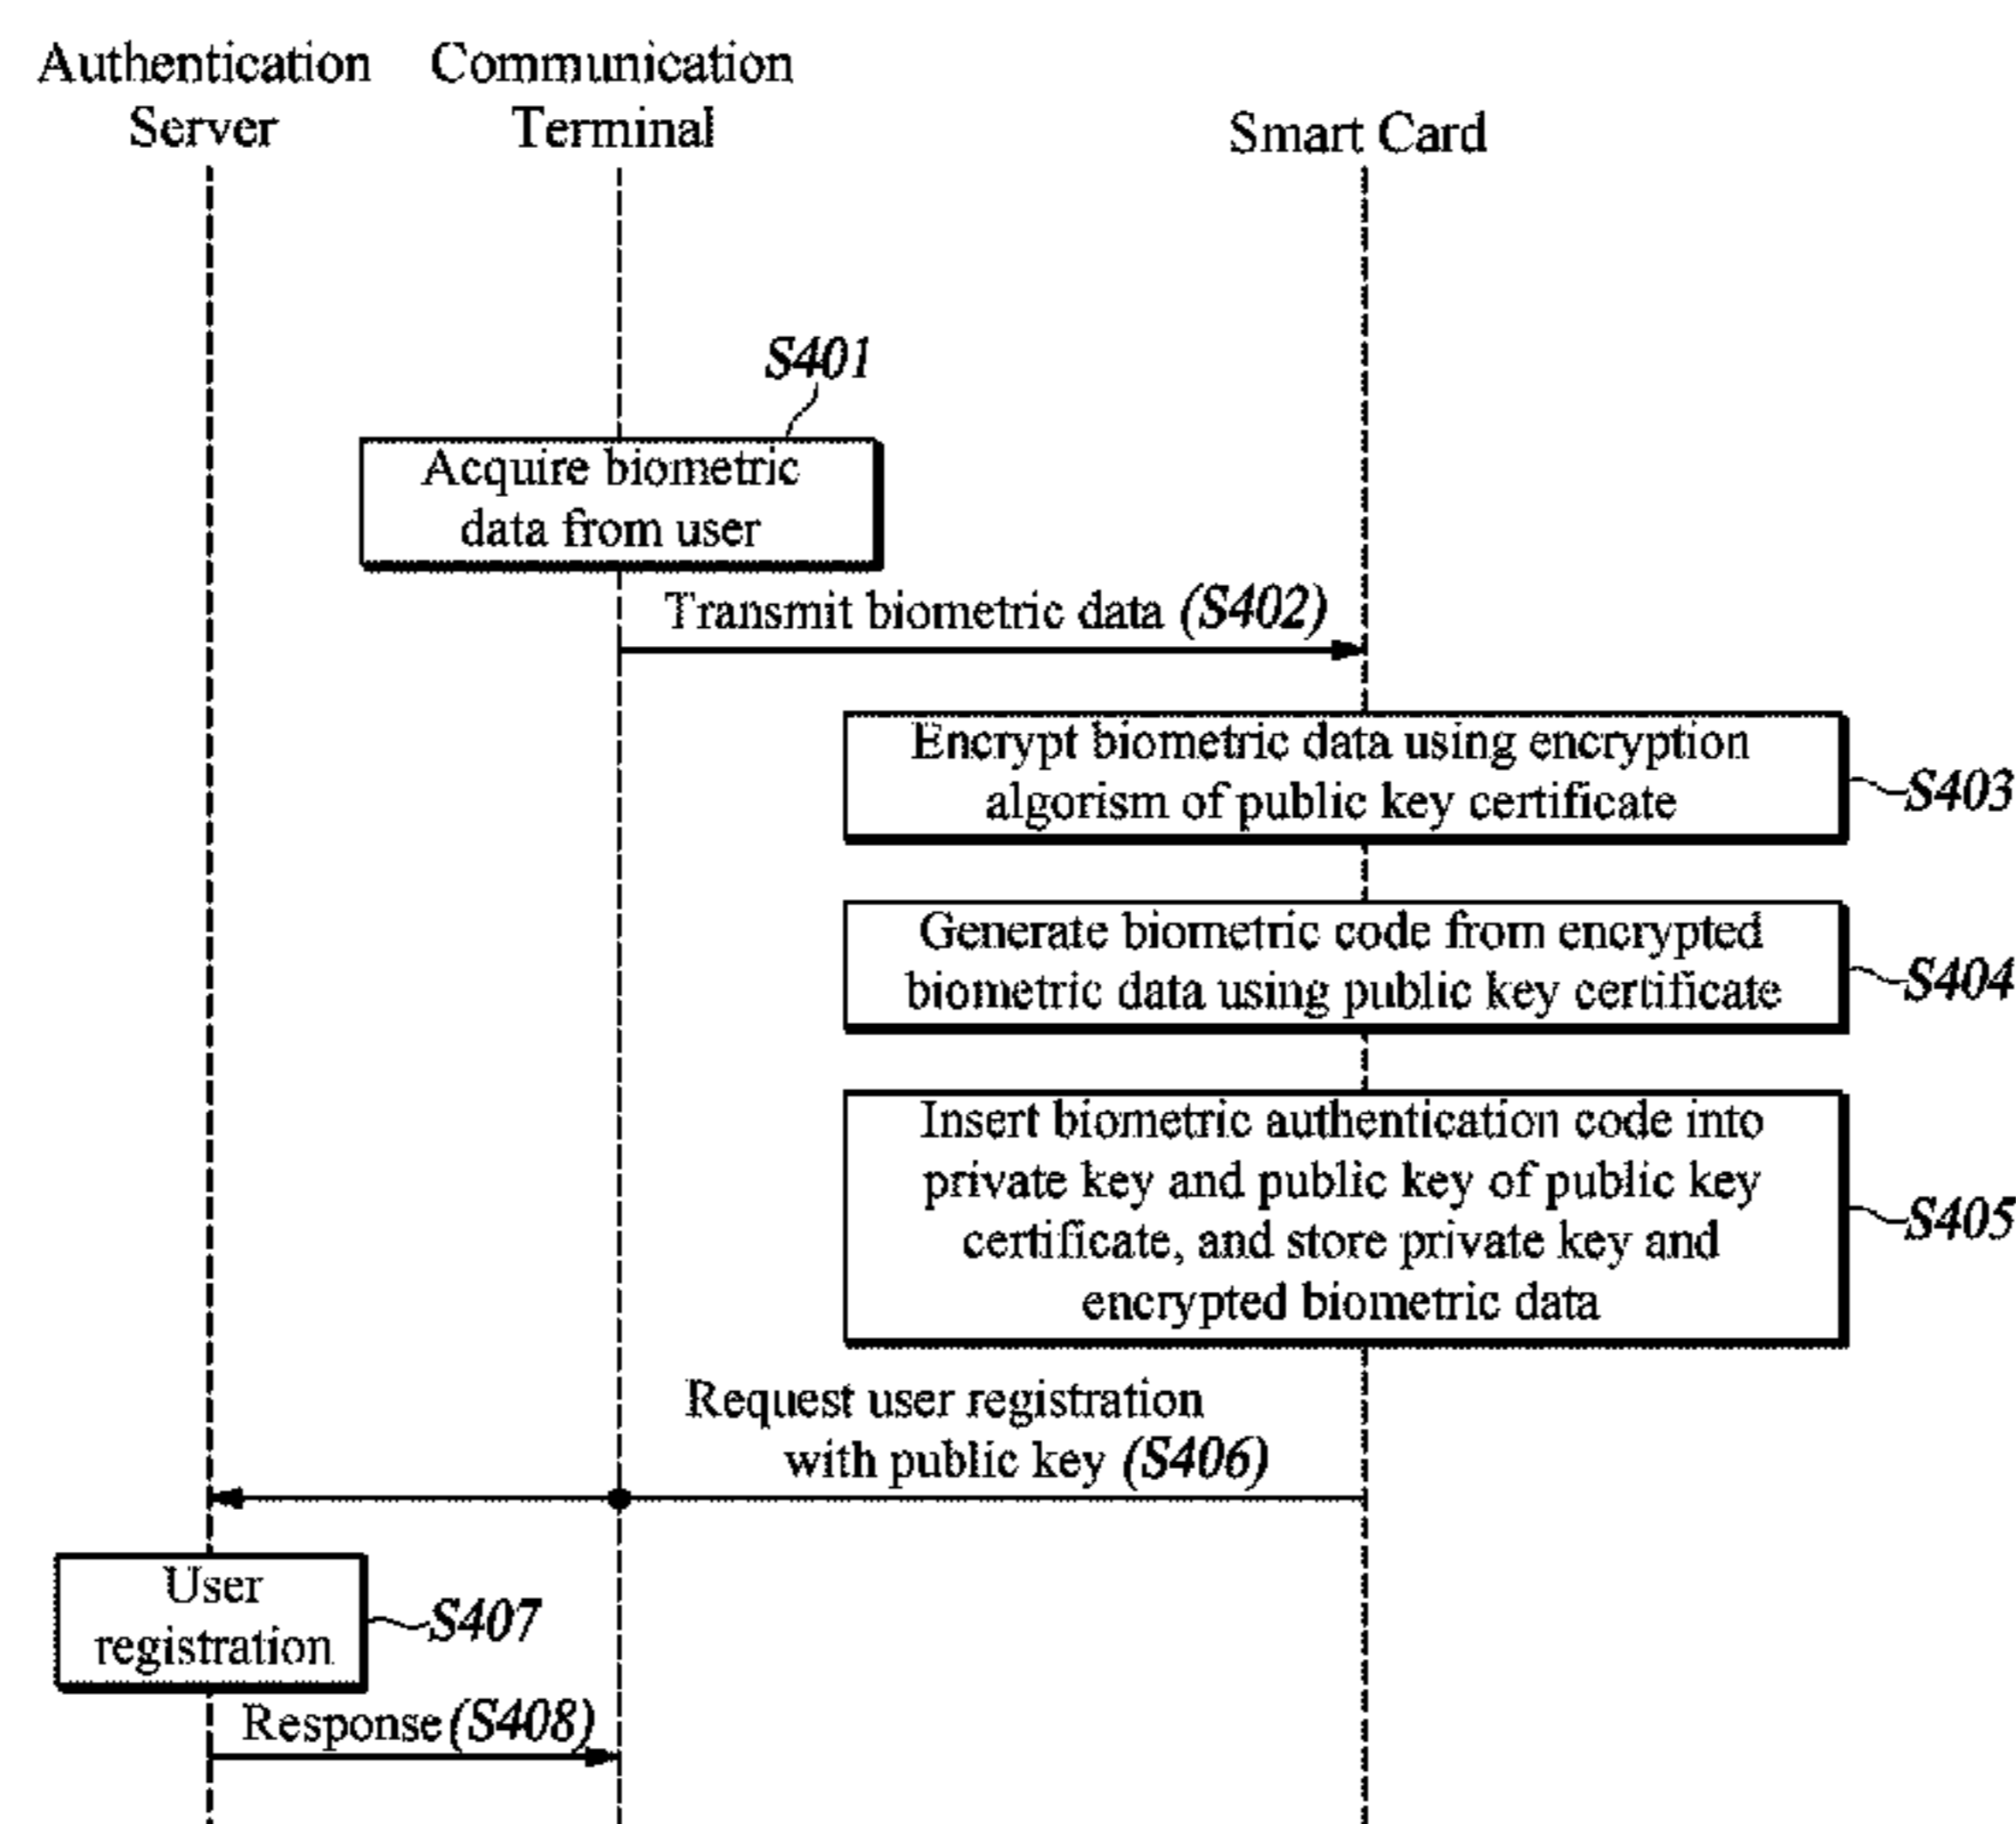 Authentication
Server
Communication
Terminal
Smart Card
S401
Acquire biometric
data from user
Transmit biometric data (S402)
Encrypt biometric data using encryption
algorism of public key certificate
S403
Generate biometric code from encrypted
biometric data using public key certificate
S404
Insert biometric authentication code into
private key and public key of public key
certificate, and store private key and
encrypted biometric data
S405
Request user registration
with public key (S406)
User
registration
S407
Response (S408)